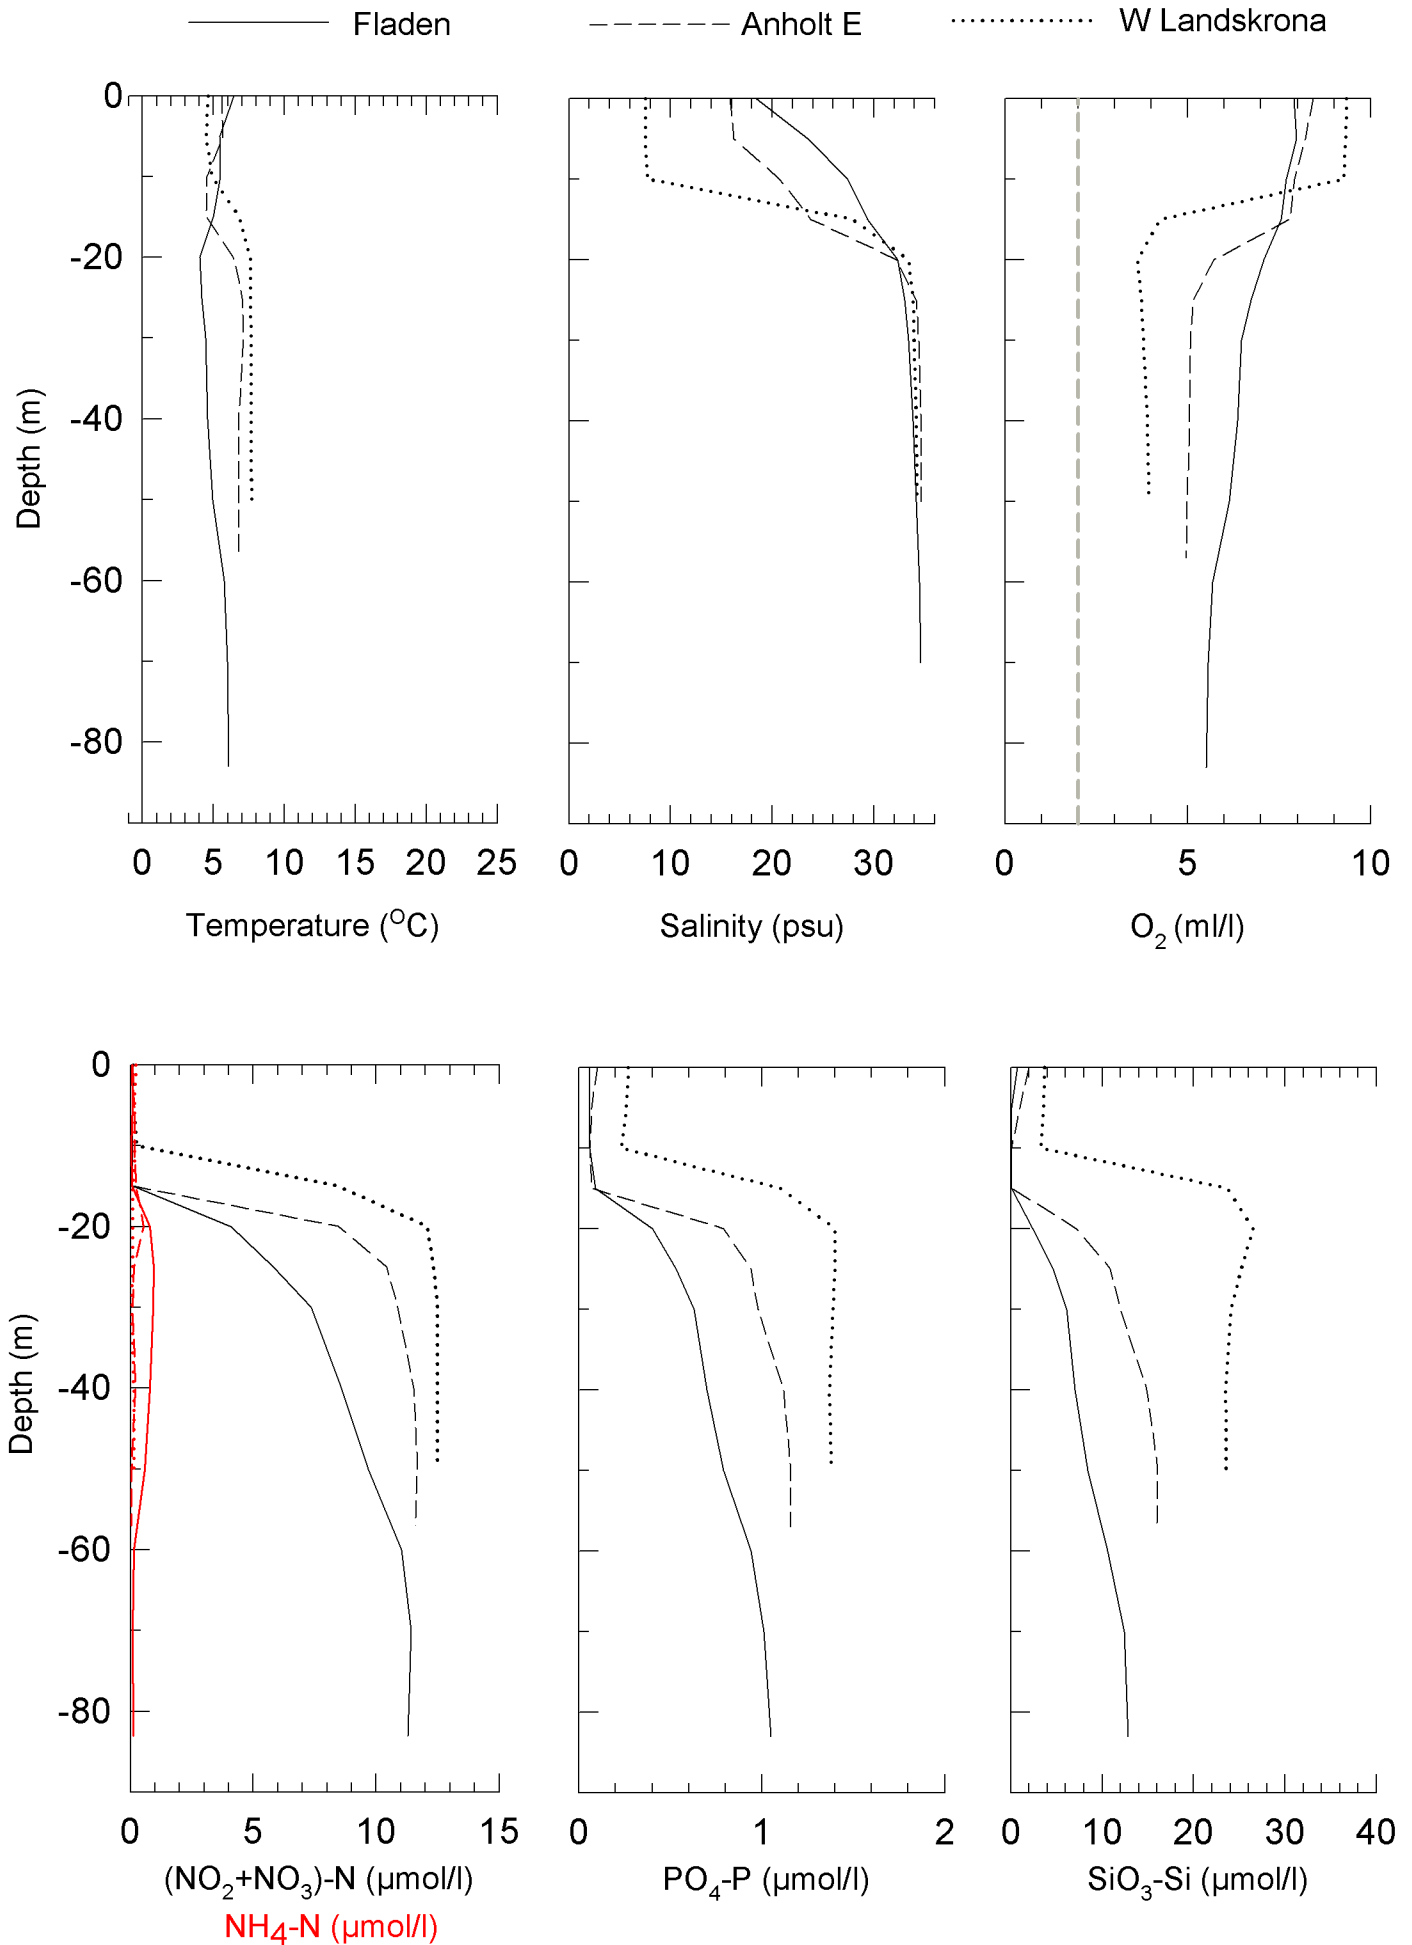 Fladen Anholt E W Landskrona
0
-20
-40
-60
-80
Depth (m)
0 5 10 15 20 25
Temperature (OC)
0 10 20 30
Salinity (psu)
0 5 10
O2 (ml/l)
0
-20
-40
-60
-80
Depth (m)
0 5 10 15
(NO2+NO3)-N (µmol/l)
NH4-N (µmol/l)
0 1 2
PO4-P (µmol/l)
0 10 20 30 40
SiO3-Si (µmol/l)